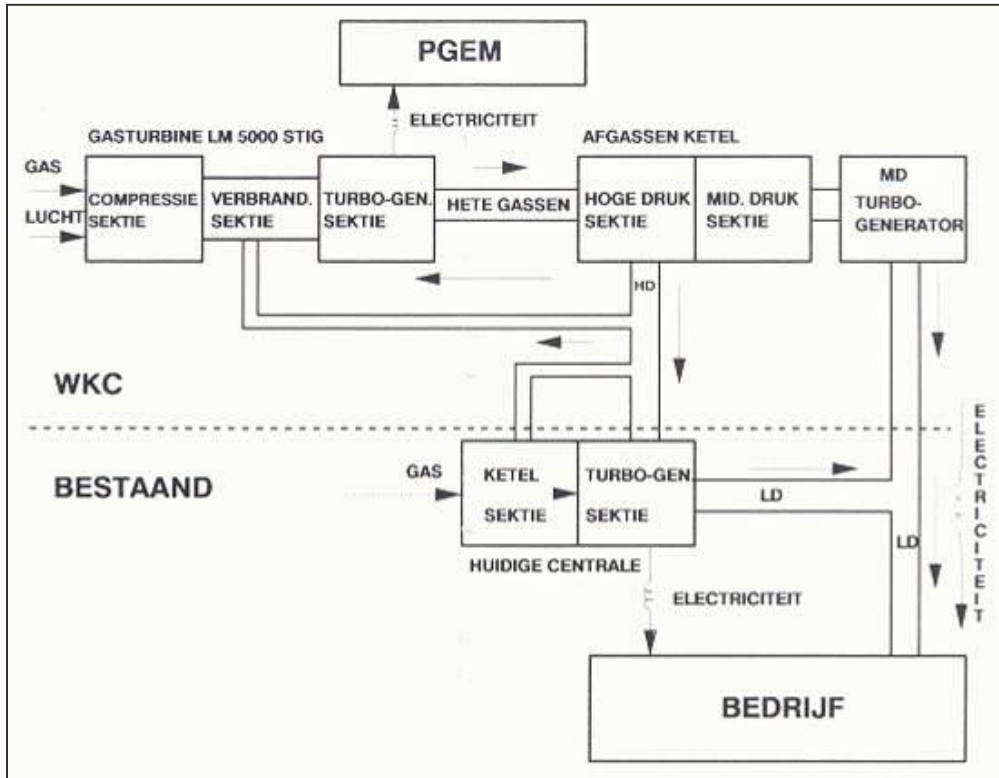 PGEM
ELECTRICITEIT
GASTURBINE LM 5000 STIG
AFGASSEN KETEL
GAS
LUCHT
COMPRESSIE
SEKTIE
VERBRAND.
SEKTIE
TURBO-GEN.
SEKTIE
HETE GASSEN
HOGE DRUK
SEKTIE
MID. DRUK
SEKTIE
MD
TURBO-
GENERATOR
HD
WKC
BESTAAND
GAS
KETEL
SEKTIE
TURBO-GEN
SEKTIE
HUIDIGE CENTRALE
LD
LD
ELECTRICITEIT
ELECTRICITEIT
BEDRIJF